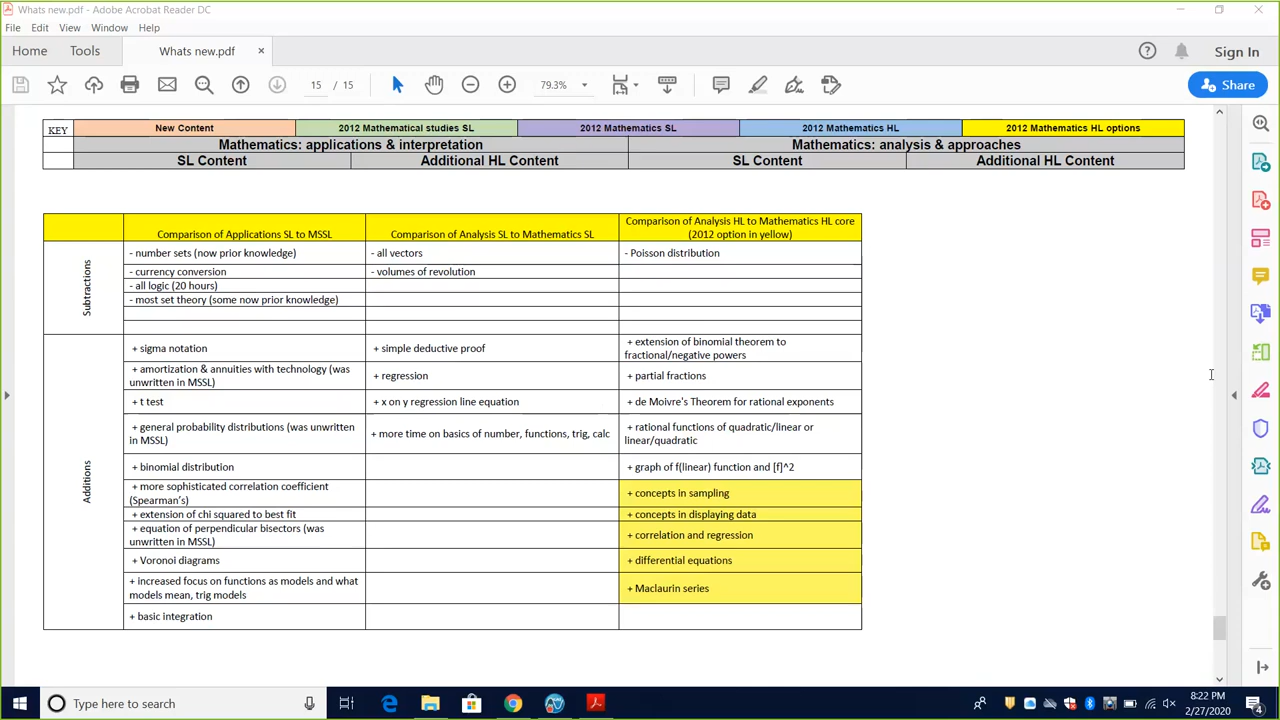 Whats new.pdf - Adobe Acrobat Reader DC
File Edit View Window Help
Home Tools Whats new.pdf × Sign In
15 / 15 79.3% Share
KEY New Content 2012 Mathematical studies SL 2012 Mathematics SL 2012 Mathematics HL 2012 Mathematics HL options
Mathematics: applications & interpretation Mathematics: analysis & approaches
SL Content Additional HL Content SL Content Additional HL Content
Comparison of Applications SL to MSSL Comparison of Analysis SL to Mathematics SL Comparison of Analysis HL to Mathematics HL core
(2012 option in yellow)
Subtractions
- number sets (now prior knowledge) - all vectors - Poisson distribution
- currency conversion - volumes of revolution
- all logic (20 hours)
- most set theory (some now prior knowledge)
Additions
+ sigma notation + simple deductive proof + extension of binomial theorem to
fractional/negative powers
+ amortization & annuities with technology (was
unwritten in MSSL) + regression + partial fractions
+ t test + x on y regression line equation + de Moivre's Theorem for rational exponents
+ general probability distributions (was unwritten
in MSSL) + more time on basics of number, functions, trig, calc + rational functions of quadratic/linear or
linear/quadratic
+ binomial distribution + graph of f(linear) function and [f]^2
+ more sophisticated correlation coefficient
(Spearman's) + concepts in sampling
+ extension of chi squared to best fit + concepts in displaying data
+ equation of perpendicular bisectors (was
unwritten in MSSL) + correlation and regression
+ Voronoi diagrams + differential equations
+ increased focus on functions as models and what
models mean, trig models + Maclaurin series
+ basic integration
Type here to search
8:22 PM
2/27/2020
4